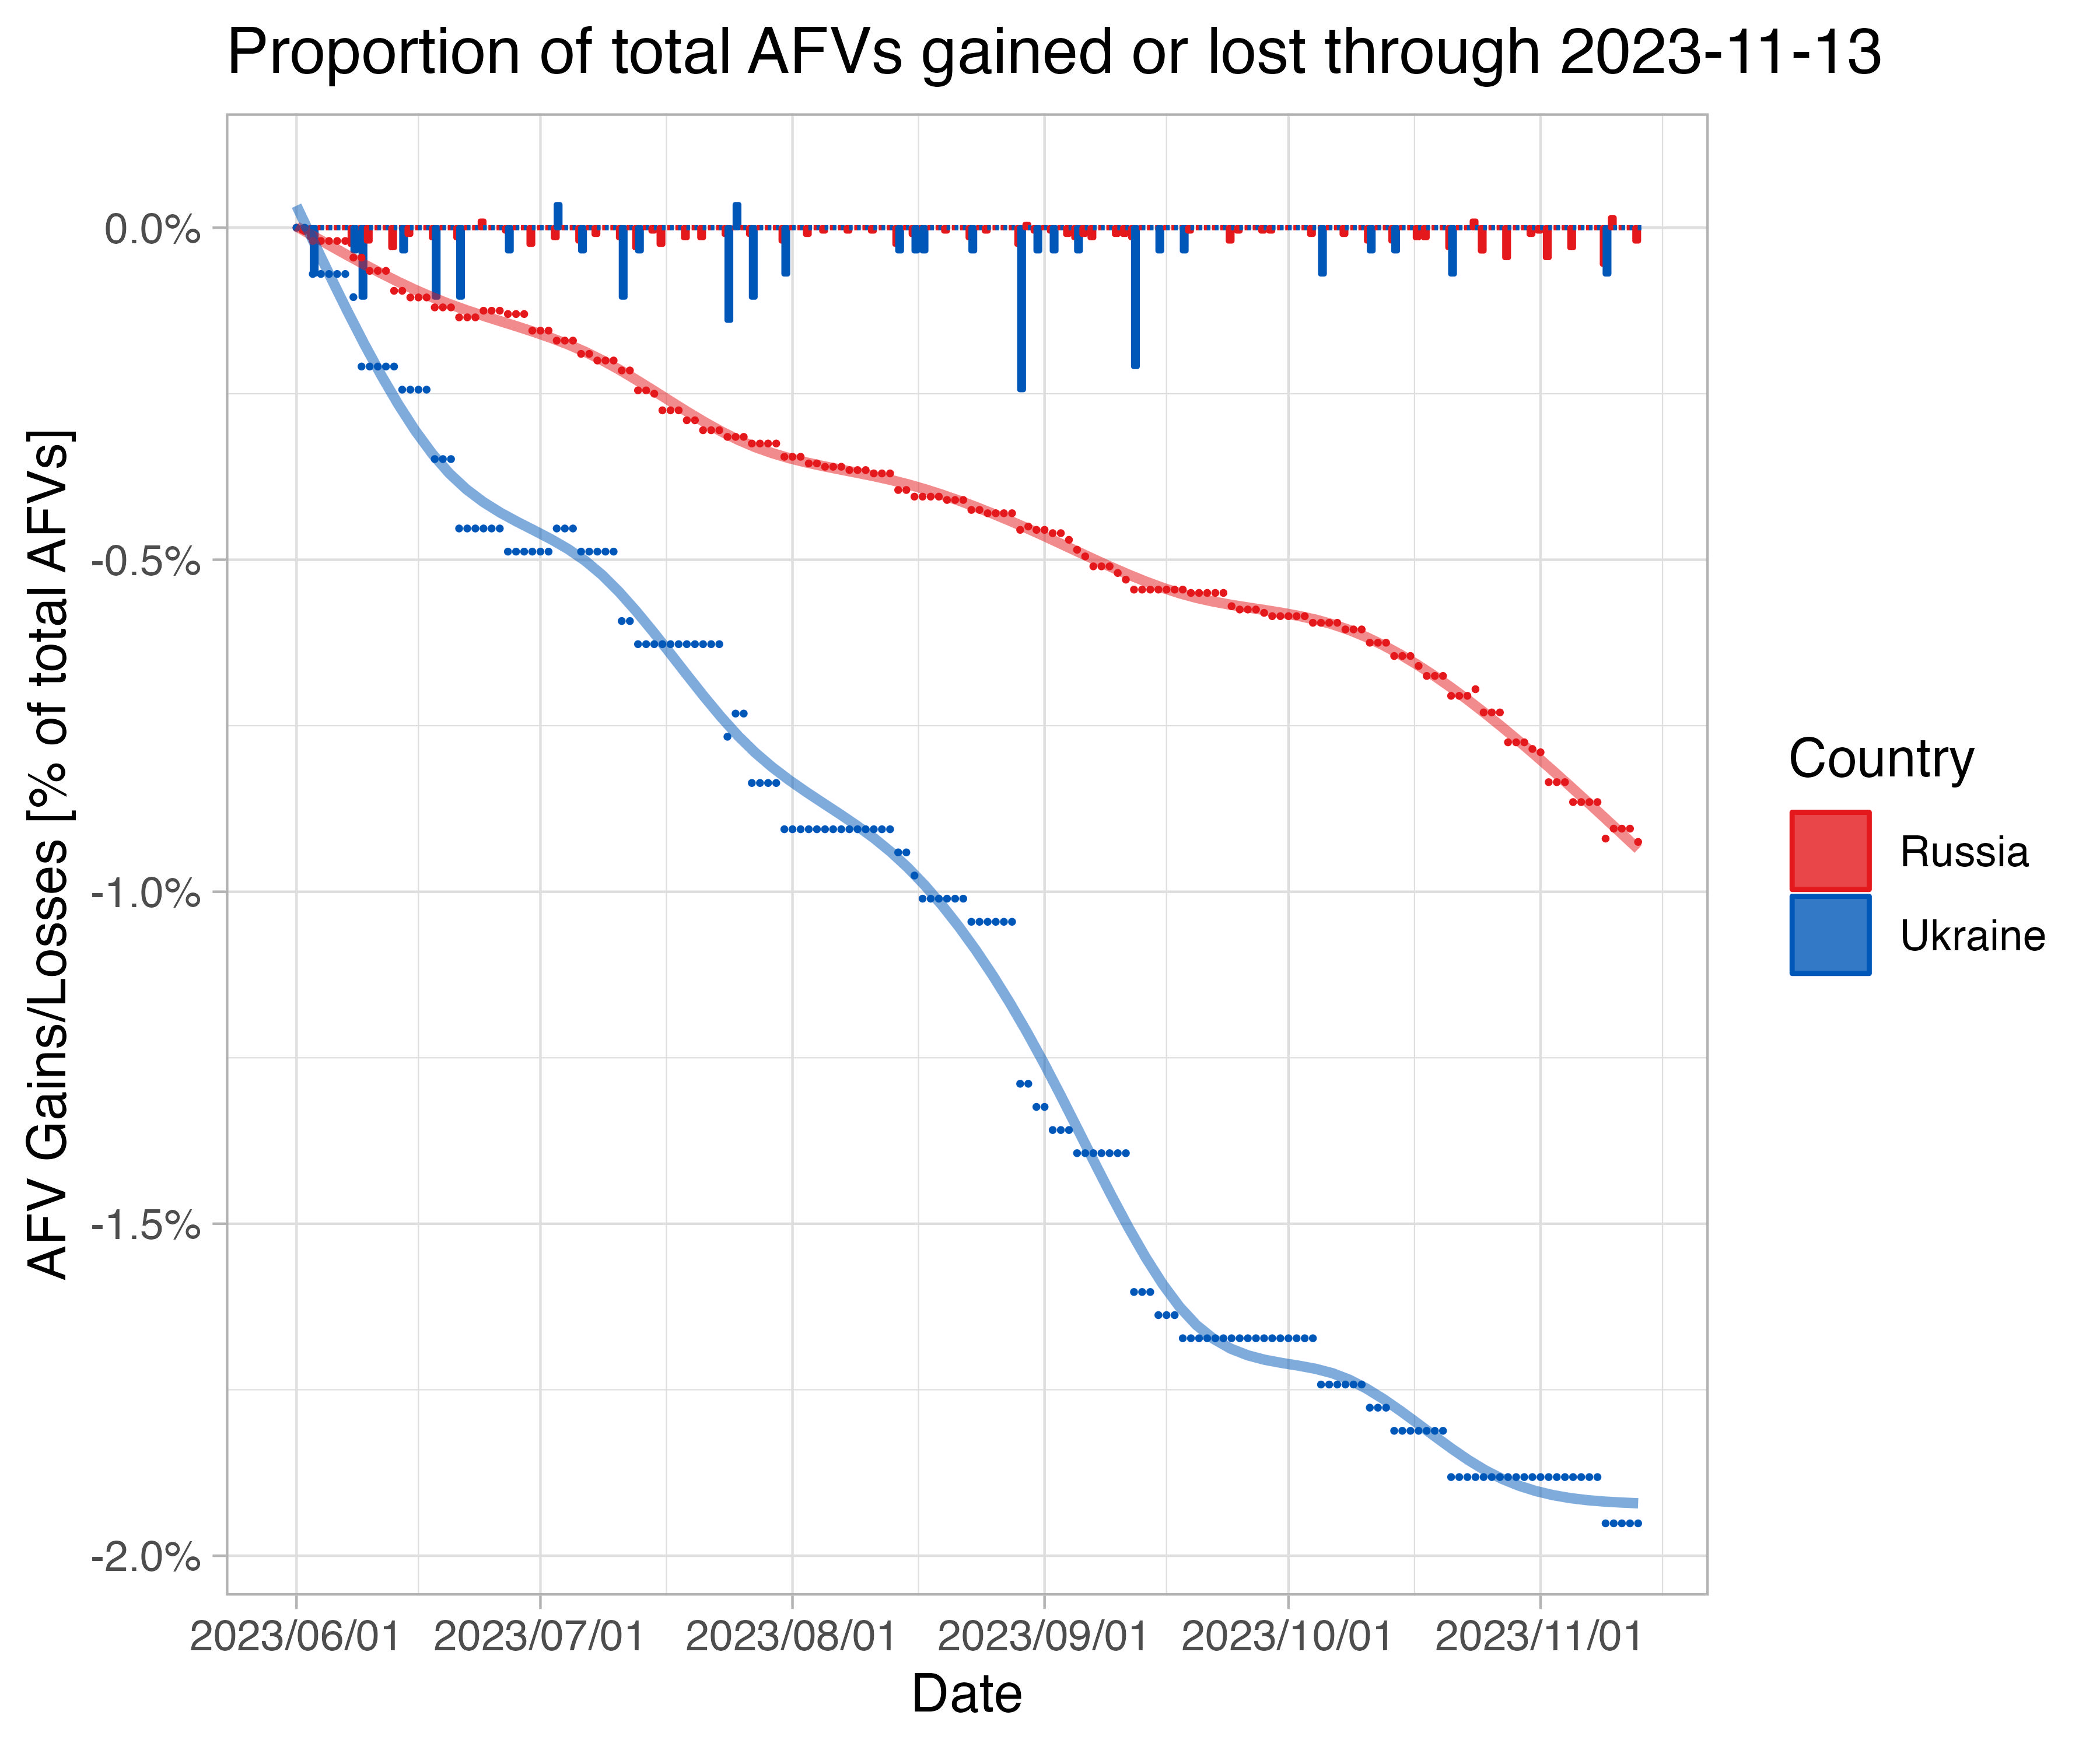 Proportion of total AFVs gained or lost through 2023-11-13
AFV Gains/Losses [% of total AFVs]
0.0%
-0.5%
-1.0%
-1.5%
-2.0%
2023/06/01 2023/07/01 2023/08/01 2023/09/01 2023/10/01 2023/11/01
Date
Country
Russia
Ukraine